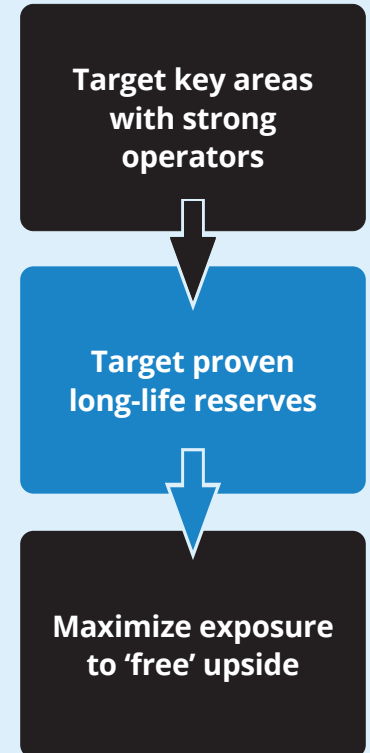 Target key areas
with strong
operators
Target proven
long-life reserves
Maximize exposure
to ‘free’ upside